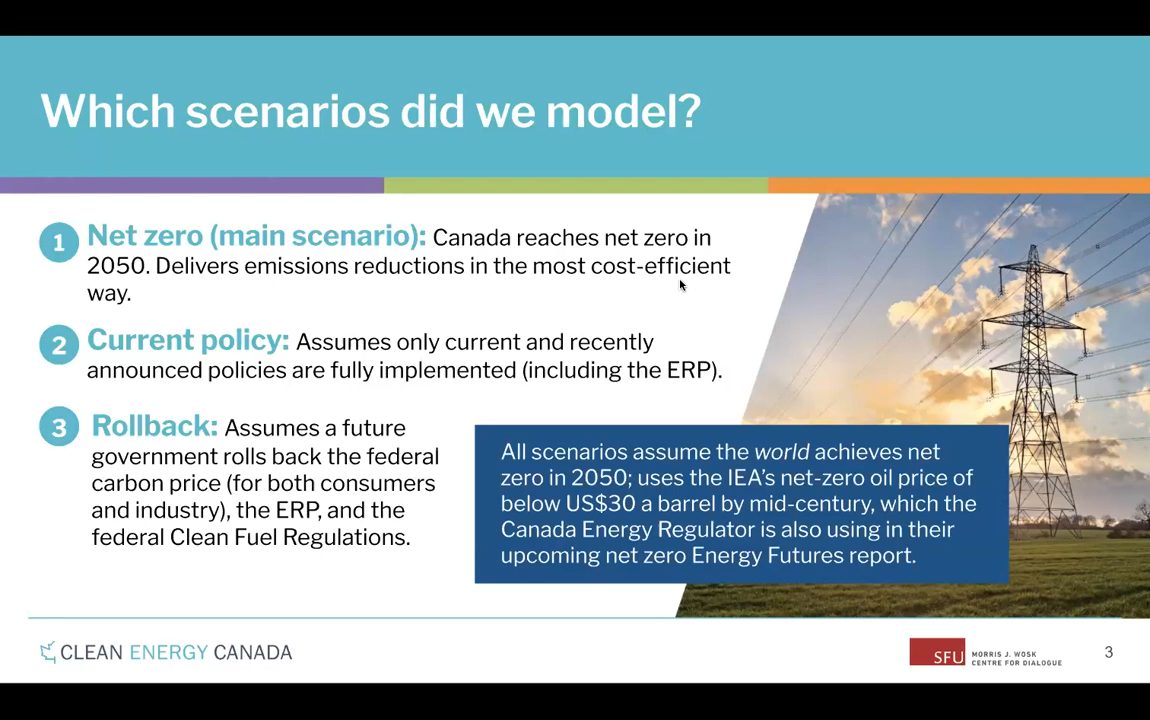 Which scenarios did we model?
1
Net zero (main scenario): Canada reaches net zero in
2050. Delivers emissions reductions in the most cost-efficient
way.
2
Current policy: Assumes only current and recently
announced policies are fully implemented (including the ERP).
3
Rollback: Assumes a future
government rolls back the federal
carbon price (for both consumers
and industry), the ERP, and the
federal Clean Fuel Regulations.
All scenarios assume the world achieves net
zero in 2050; uses the IEA’s net-zero oil price of
below US$30 a barrel by mid-century, which the
Canada Energy Regulator is also using in their
upcoming net zero Energy Futures report.
CLEAN ENERGY CANADA
SFU
MORRIS J. WOSK
CENTRE FOR DIALOGUE
3